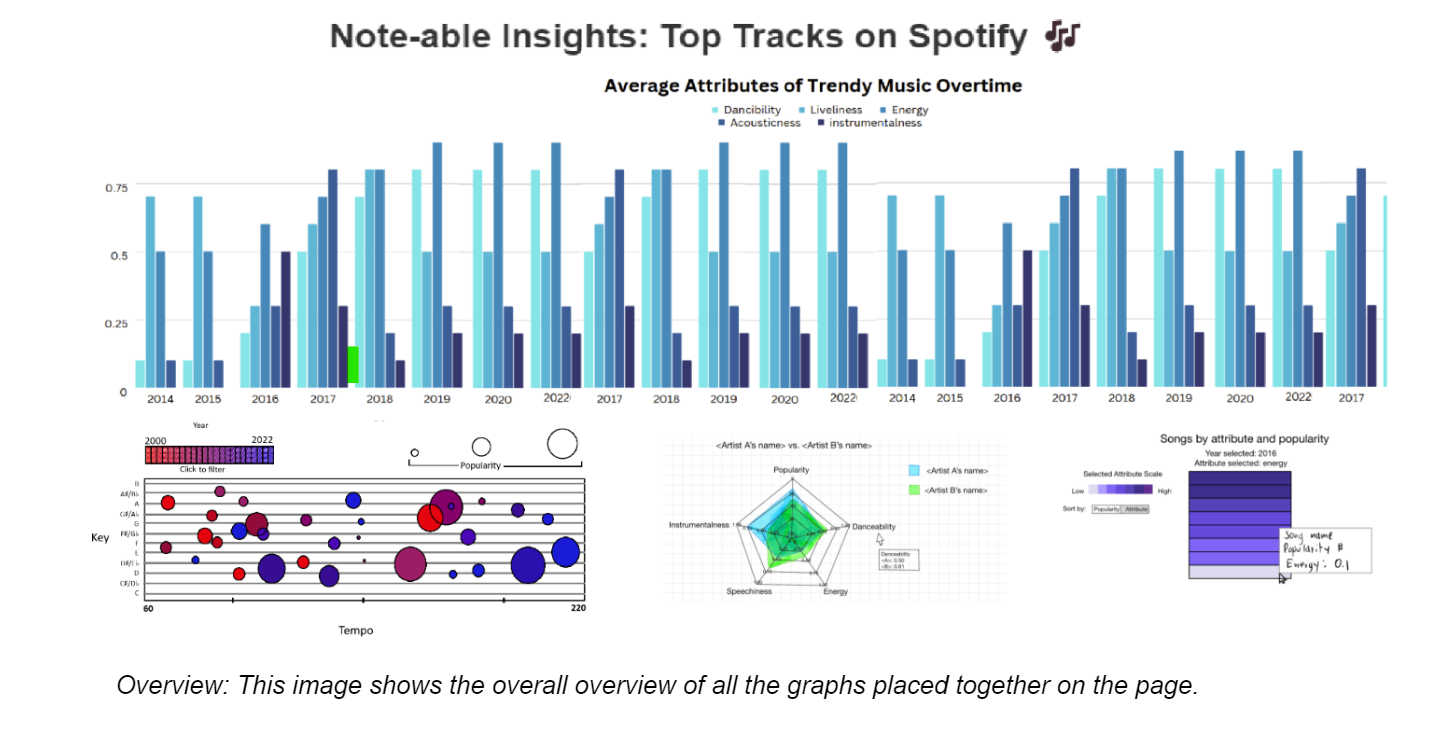 Note-able Insights: Top Tracks on Spotify
Average Attributes of Trendy Music Overtime
Dancibility Liveliness Energy
Acousticness instrumentalness
0.75
0.5
0.25
0
2014 2015 2016 2017 2018 2019 2020 2022 2017 2018 2019 2020 2022 2014 2015 2016 2017 2018 2019 2020 2022 2017
Year
2000 2022
Click to filter
Popularity
Key
B
A#/Bb
A
G#/Ab
G
F#/Gb
F
E
D#/Eb
D
C#/Db
C
60 220
Tempo
<Artist A's name> vs. <Artist B's name>
<Artist A's name>
<Artist B's name>
Popularity
Instrumentalness
Danceability
Danceability
Speechiness
Energy
Songs by attribute and popularity
Year selected: 2016
Attribute selected: energy
Selected Attribute Scale
Low High
Sort by: Popularity Attribute
Song name
Popularity #
Energy: 0.1
Overview: This image shows the overall overview of all the graphs placed together on the page.